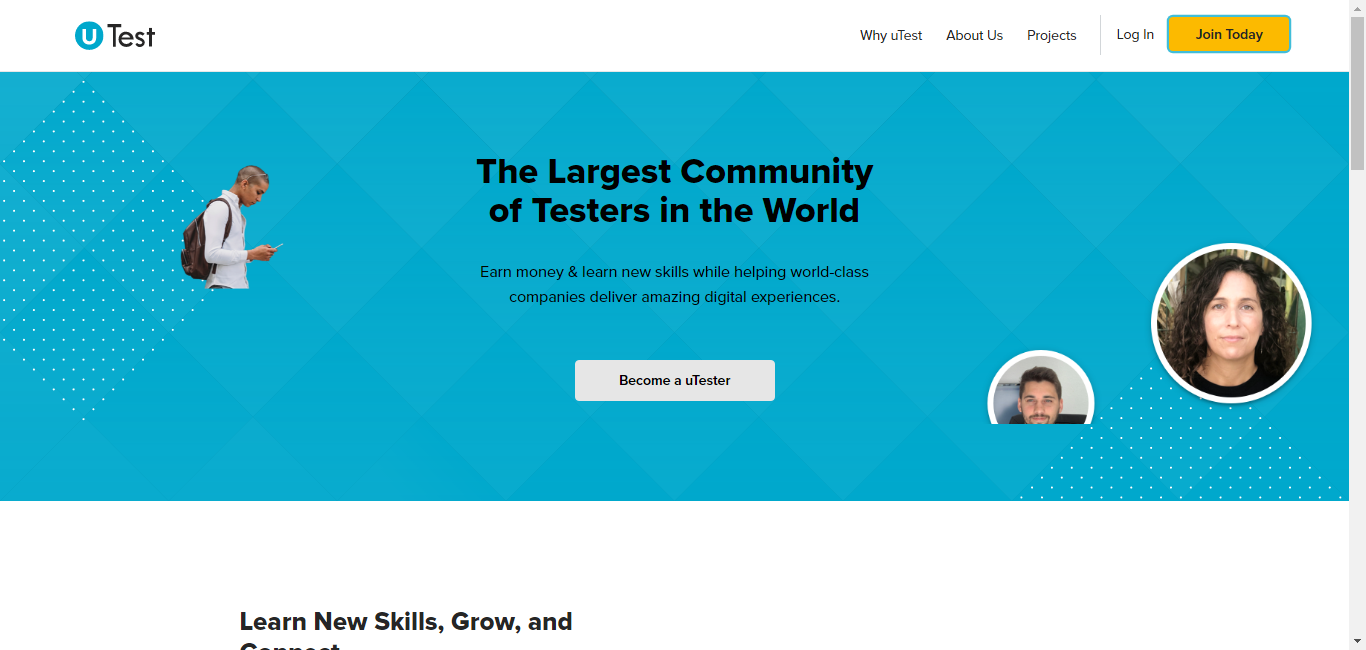 uTest
Why uTest
About Us
Projects
Log In
Join Today
The Largest Community
of Testers in the World
Earn money & learn new skills while helping world-class
companies deliver amazing digital experiences.
Become a uTester
Learn New Skills, Grow, and
Connect